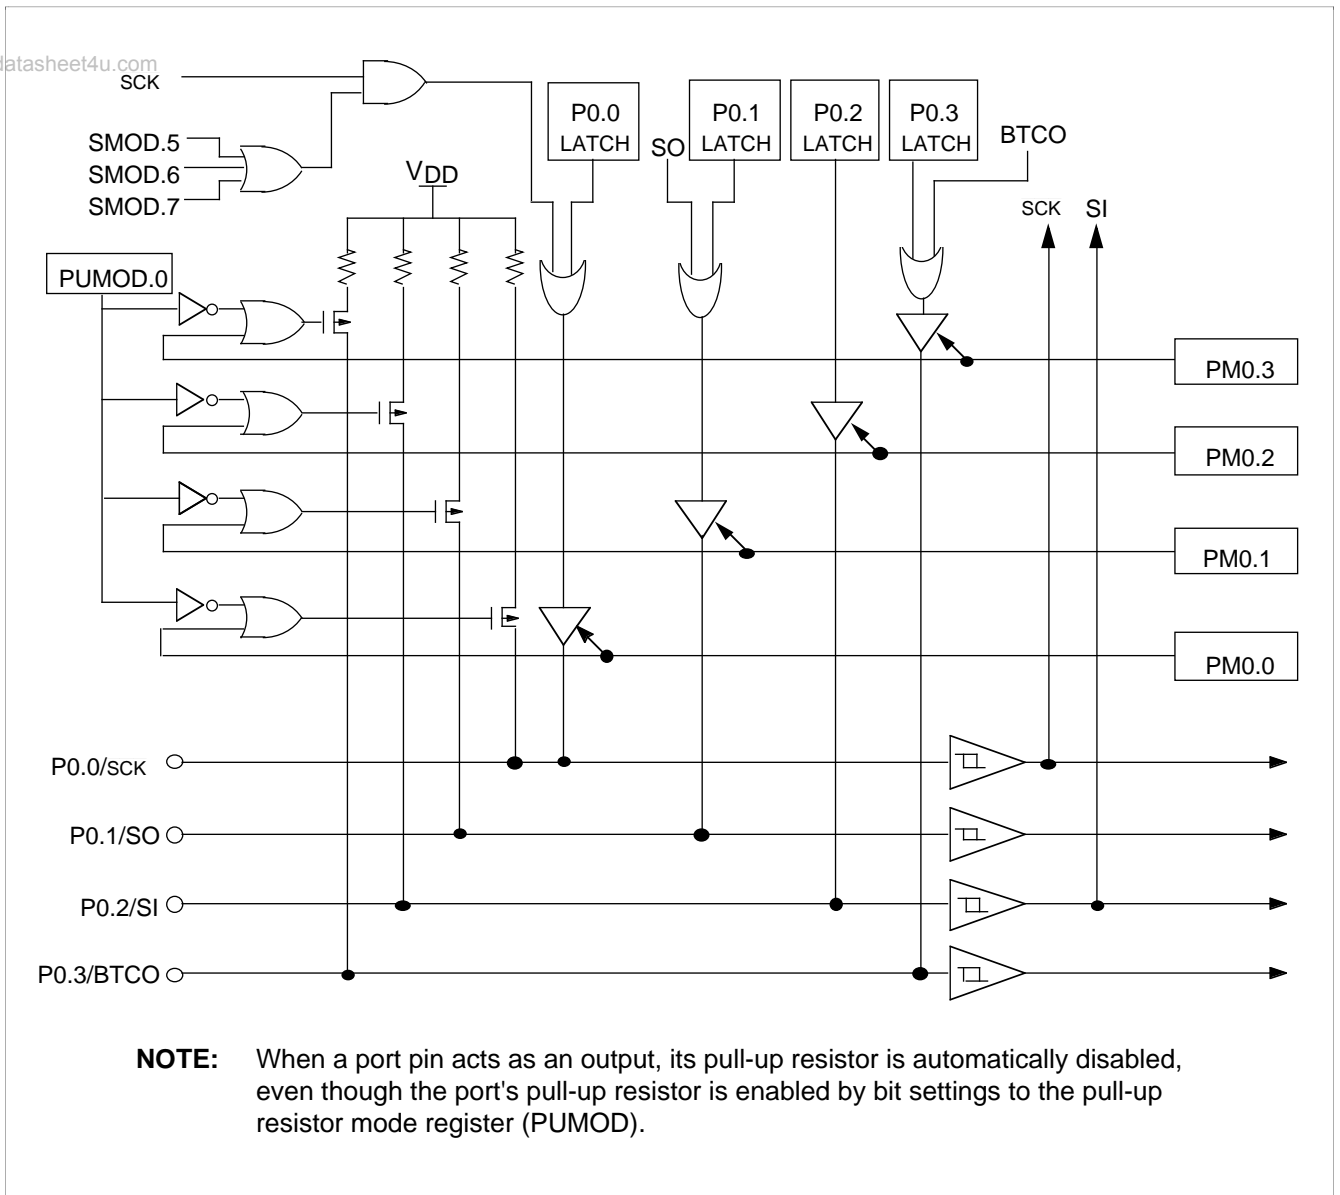 datasheet4u.com
SCK
SMOD.5
SMOD.6
SMOD.7
VDD
P0.0
LATCH
SO
P0.1
LATCH
P0.2
LATCH
P0.3
LATCH
BTCO
SCK
SI
PUMOD.0
PM0.3
PM0.2
PM0.1
PM0.0
P0.0/SCK
P0.1/SO
P0.2/SI
P0.3/BTCO
NOTE: When a port pin acts as an output, its pull-up resistor is automatically disabled,
even though the port's pull-up resistor is enabled by bit settings to the pull-up
resistor mode register (PUMOD).